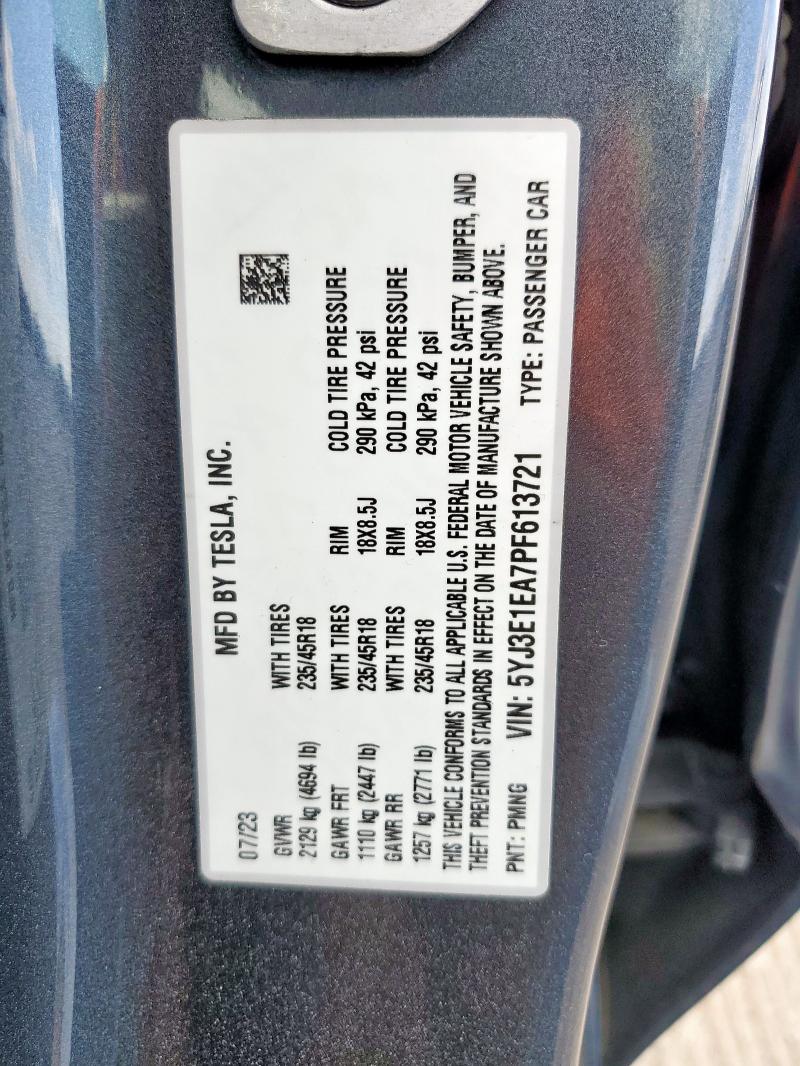 MFD BY TESLA, INC.
07/23
GVWR WITH TIRES
2129 kg (4694 lb) 235/45R18
GAWR FRT WITH TIRES RIM COLD TIRE PRESSURE
1110 kg (2447 lb) 235/45R18 18X8.5J 290 kPa, 42 psi
GAWR RR WITH TIRES RIM COLD TIRE PRESSURE
1257 kg (2771 lb) 235/45R18 18X8.5J 290 kPa, 42 psi
THIS VEHICLE CONFORMS TO ALL APPLICABLE U.S. FEDERAL MOTOR VEHICLE SAFETY, BUMPER, AND
THEFT PREVENTION STANDARDS IN EFFECT ON THE DATE OF MANUFACTURE SHOWN ABOVE.
PNT: PMNG VIN: 5YJ3E1EA7PF613721 TYPE: PASSENGER CAR